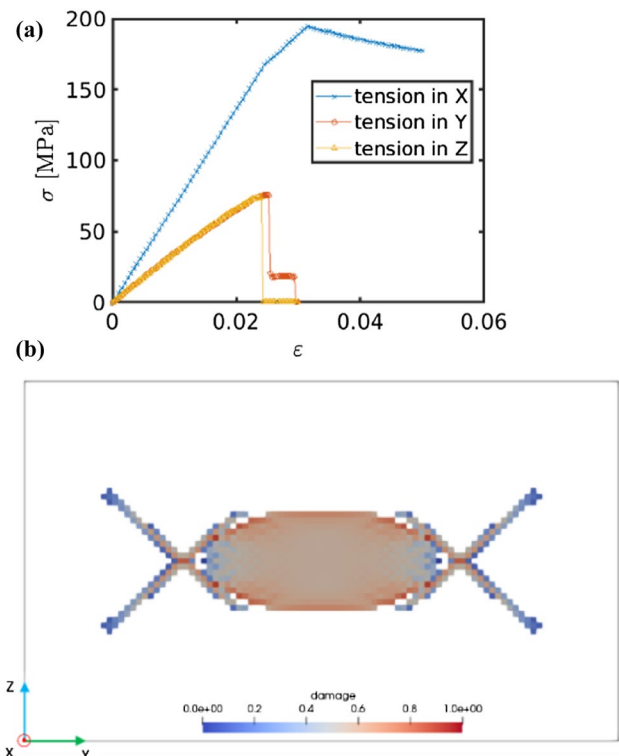 (a)
200
150
100
50
0
σ [MPa]
tension in X
tension in Y
tension in Z
0 0.02 0.04 0.06
ε
(b)
Z
Y
X
damage
0.0e+00 0.2 0.4 0.6 0.8 1.0e+00